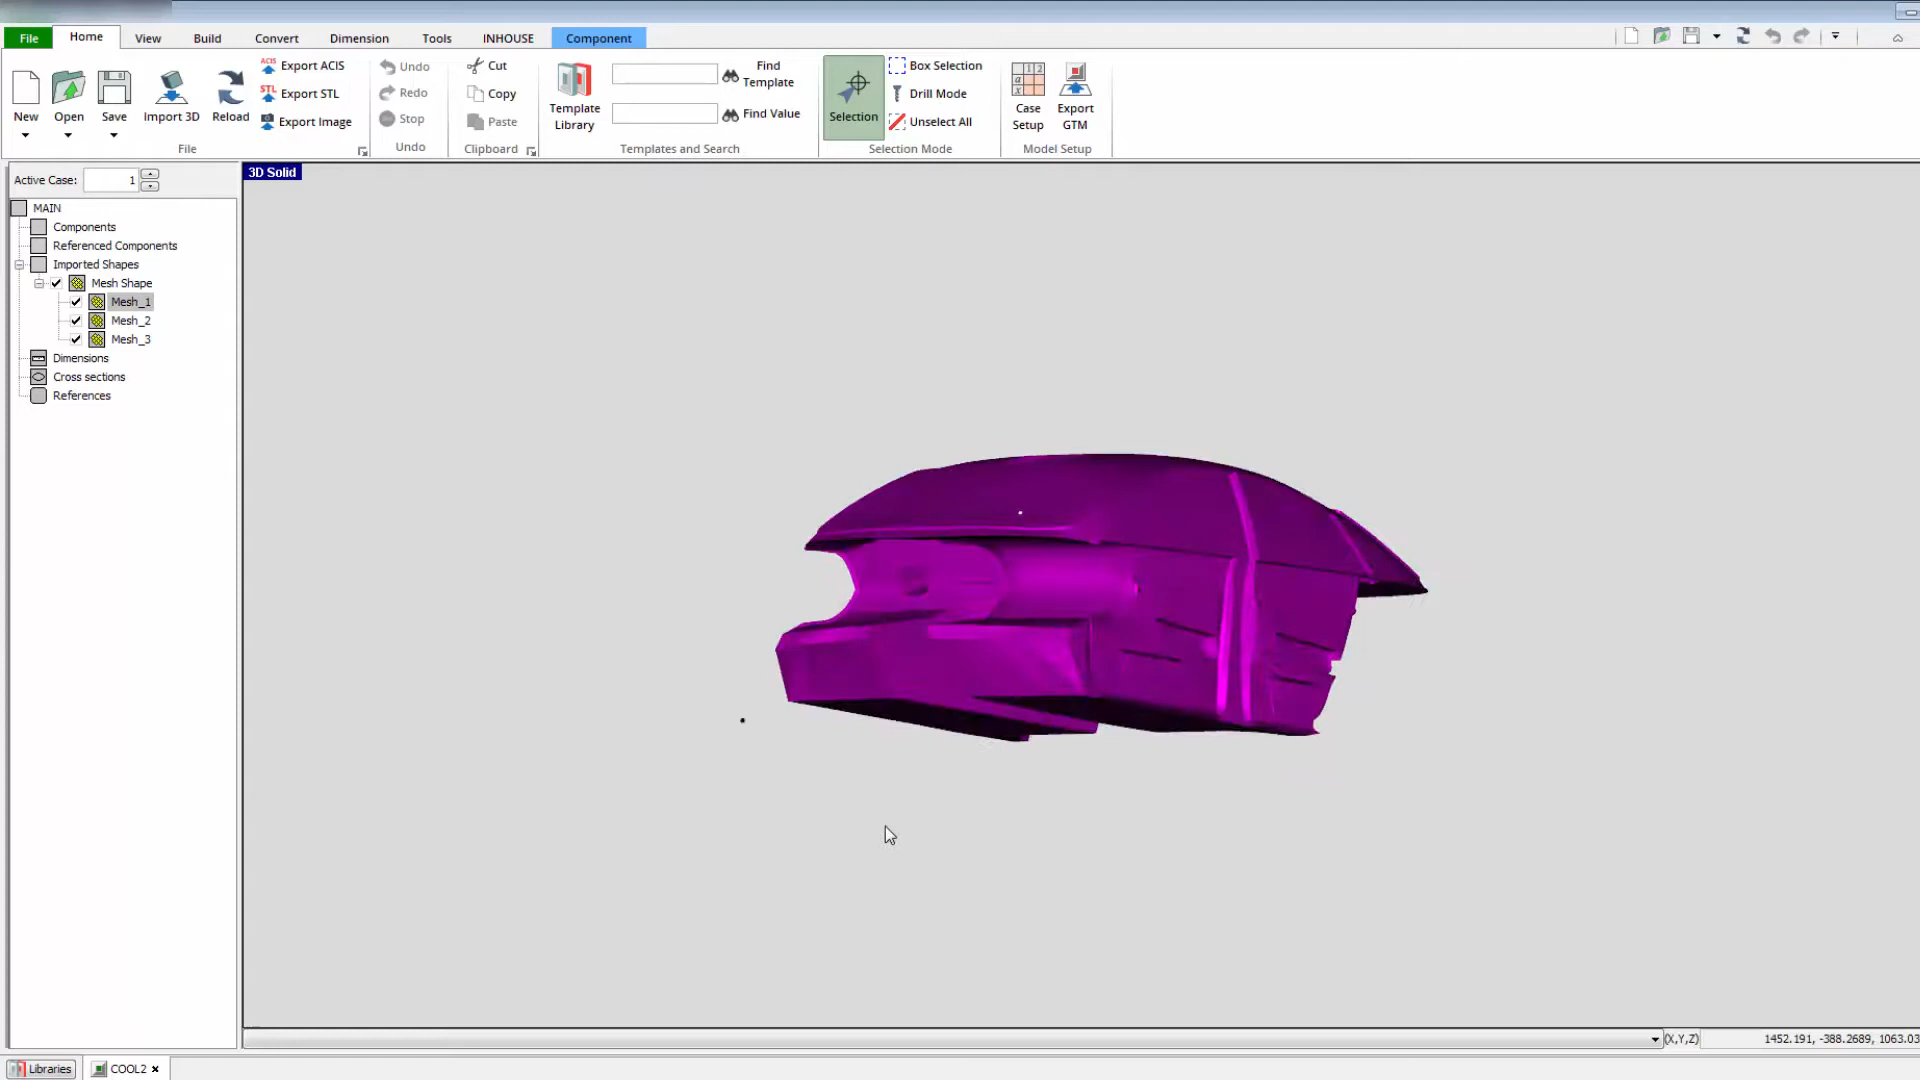 File Home View Build Convert Dimension Tools INHOUSE Component
New Open Save Import 3D Reload
ACIS Export ACIS
STL Export STL
Export Image
File
Undo
Redo
Stop
Undo
Cut
Copy
Paste
Clipboard
Template Library
Find Template
Find Value
Templates and Search
Selection
Box Selection
Drill Mode
Unselect All
Selection Mode
1 2
a
x
Case Setup
Export GTM
Model Setup
Active Case: 1
3D Solid
MAIN
Components
Referenced Components
Imported Shapes
Mesh Shape
Mesh_1
Mesh_2
Mesh_3
Dimensions
Cross sections
References
(X,Y,Z) 1452.191, -388.2689, 1063.03
Libraries COOL2